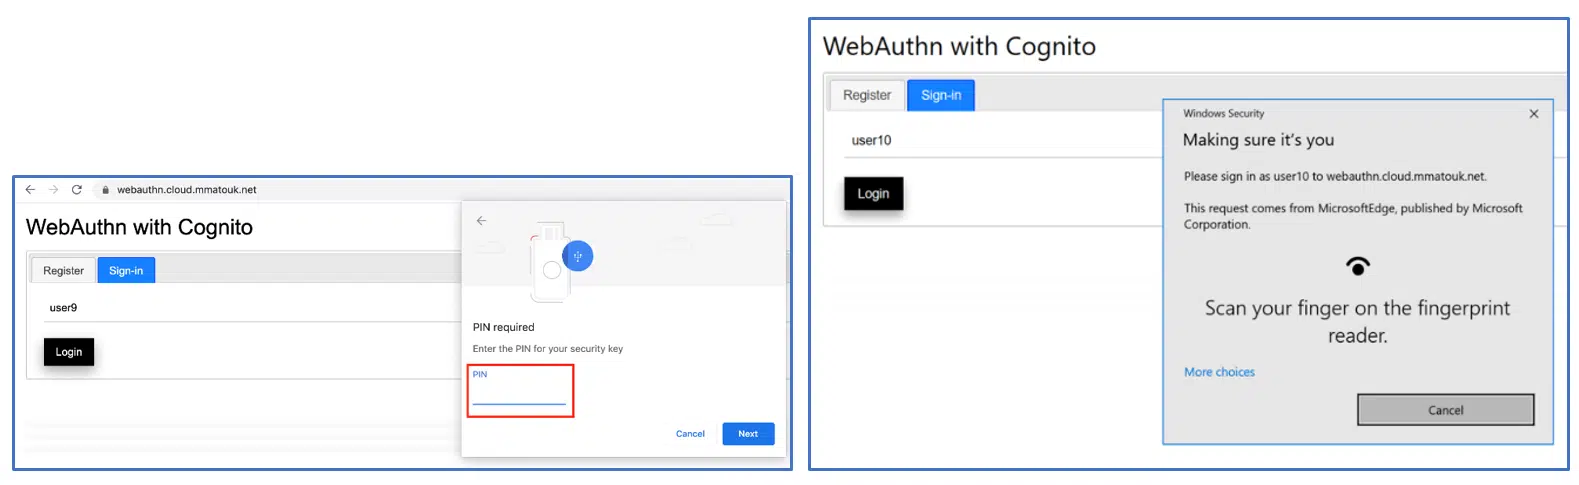 webauthn.cloud.mmatouk.net
WebAuthn with Cognito
Register
Sign-in
user9
Login
PIN required
Enter the PIN for your security key
PIN
Cancel
Next
WebAuthn with Cognito
Register
Sign-in
user10
Login
Windows Security
Making sure it's you
Please sign in as user10 to webauthn.cloud.mmatouk.net.
This request comes from MicrosoftEdge, published by Microsoft
Corporation.
Scan your finger on the fingerprint
reader.
More choices
Cancel